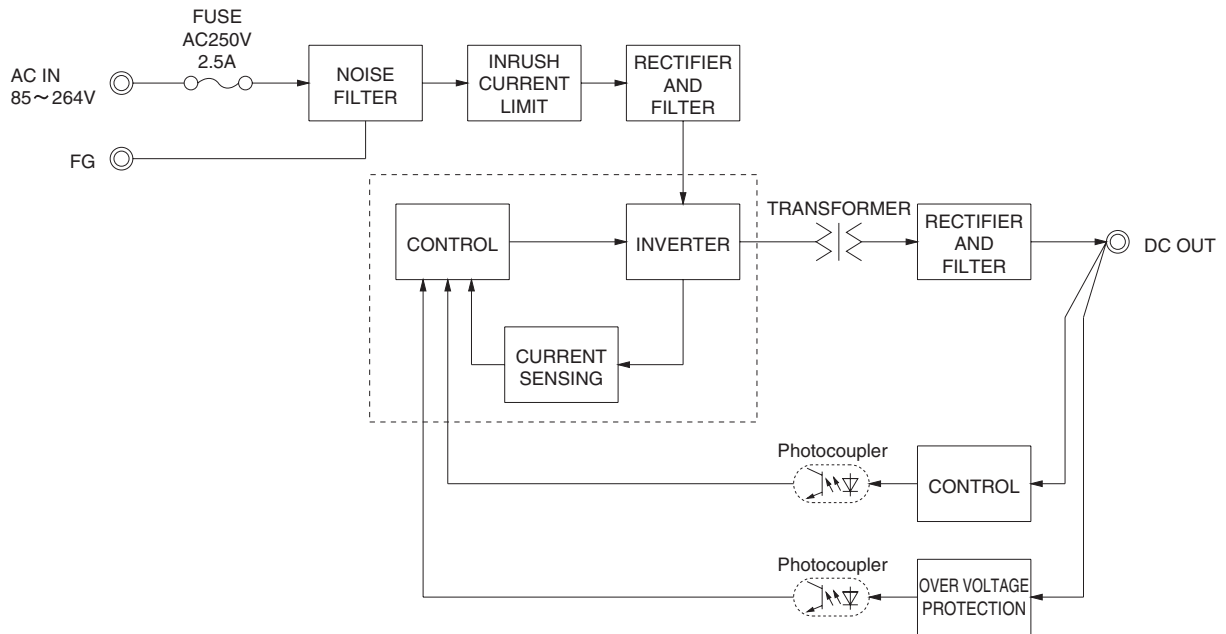 FUSE
AC250V
2.5A
AC IN
85～264V
NOISE
FILTER
INRUSH
CURRENT
LIMIT
RECTIFIER
AND
FILTER
FG
CONTROL
INVERTER
TRANSFORMER
RECTIFIER
AND
FILTER
DC OUT
CURRENT
SENSING
Photocoupler
CONTROL
Photocoupler
OVER VOLTAGE
PROTECTION